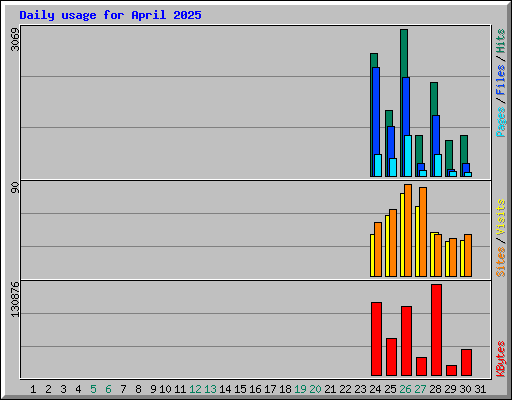 Daily usage for April 2025
3069
90
130876
Pages / Files / Hits
Sites / Visits
KBytes
1 2 3 4 5 6 7 8 9 10 11 12 13 14 15 16 17 18 19 20 21 22 23 24 25 26 27 28 29 30 31